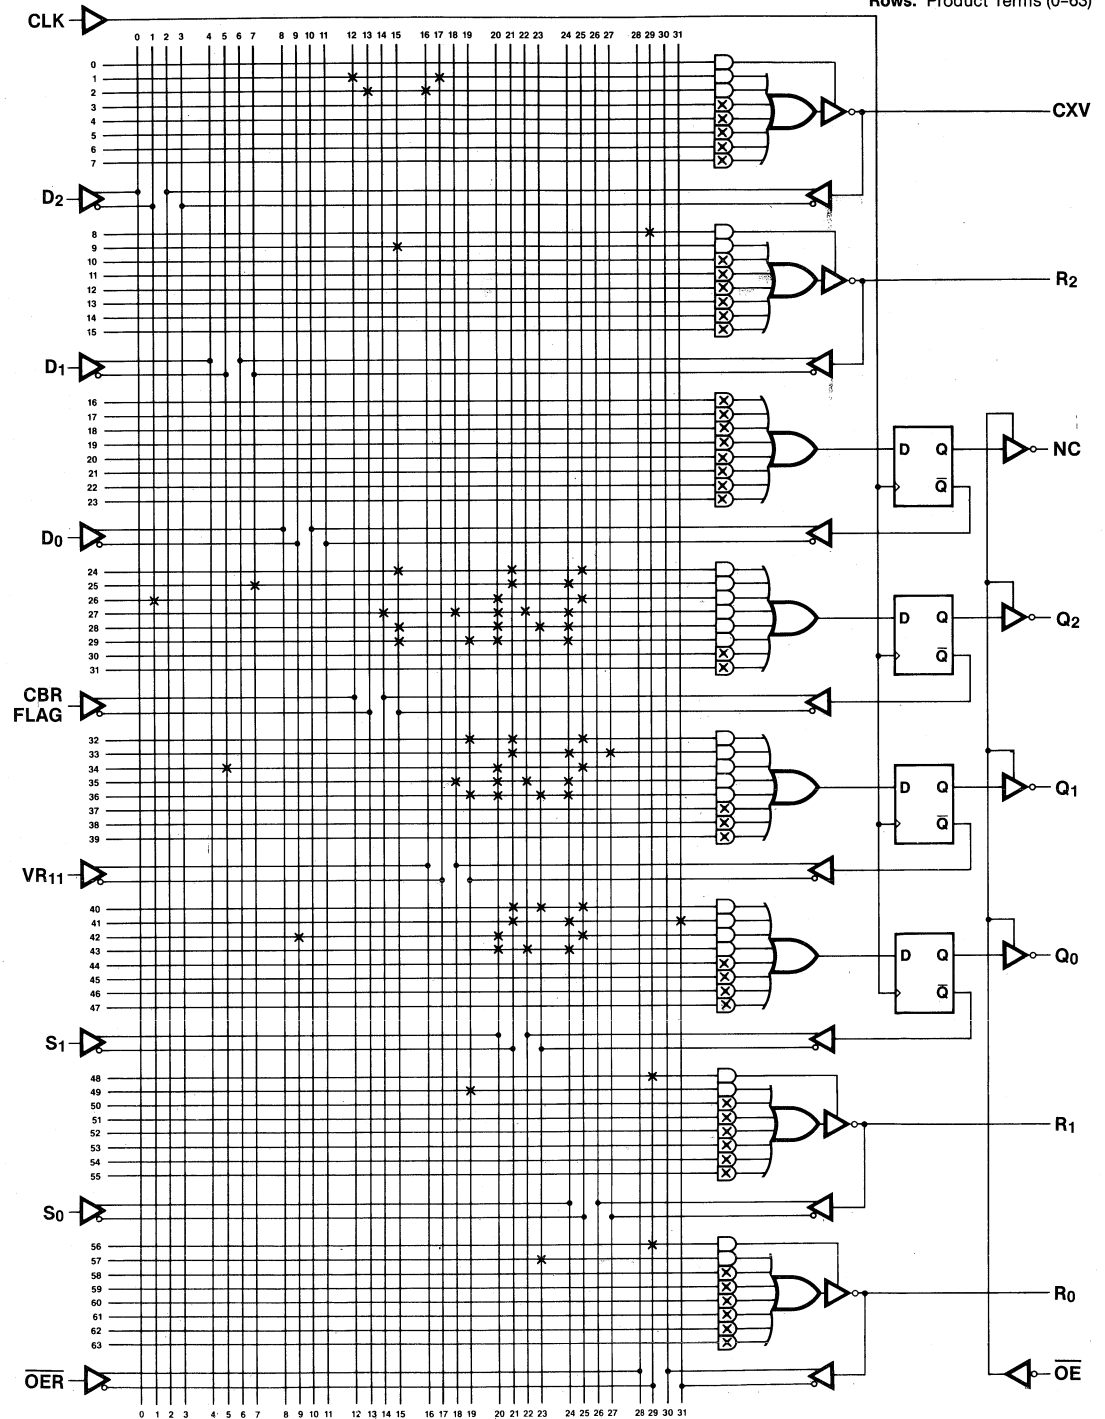 Rows: Product Terms (0–63)
CLK
0 1 2 3 4 5 6 7 8 9 10 11 12 13 14 15 16 17 18 19 20 21 22 23 24 25 26 27 28 29 30 31
0
1
2
3
4
5
6
7
CXV
D2
8
9
10
11
12
13
14
15
R2
D1
16
17
18
19
20
21
22
23
D Q
Q̅
NC
D0
24
25
26
27
28
29
30
31
D Q
Q̅
Q2
CBR
FLAG
32
33
34
35
36
37
38
39
D Q
Q̅
Q1
VR11
40
41
42
43
44
45
46
47
D Q
Q̅
Q0
S1
48
49
50
51
52
53
54
55
R1
S0
56
57
58
59
60
61
62
63
R0
O̅E̅R̅
O̅E̅
0 1 2 3 4 5 6 7 8 9 10 11 12 13 14 15 16 17 18 19 20 21 22 23 24 25 26 27 28 29 30 31